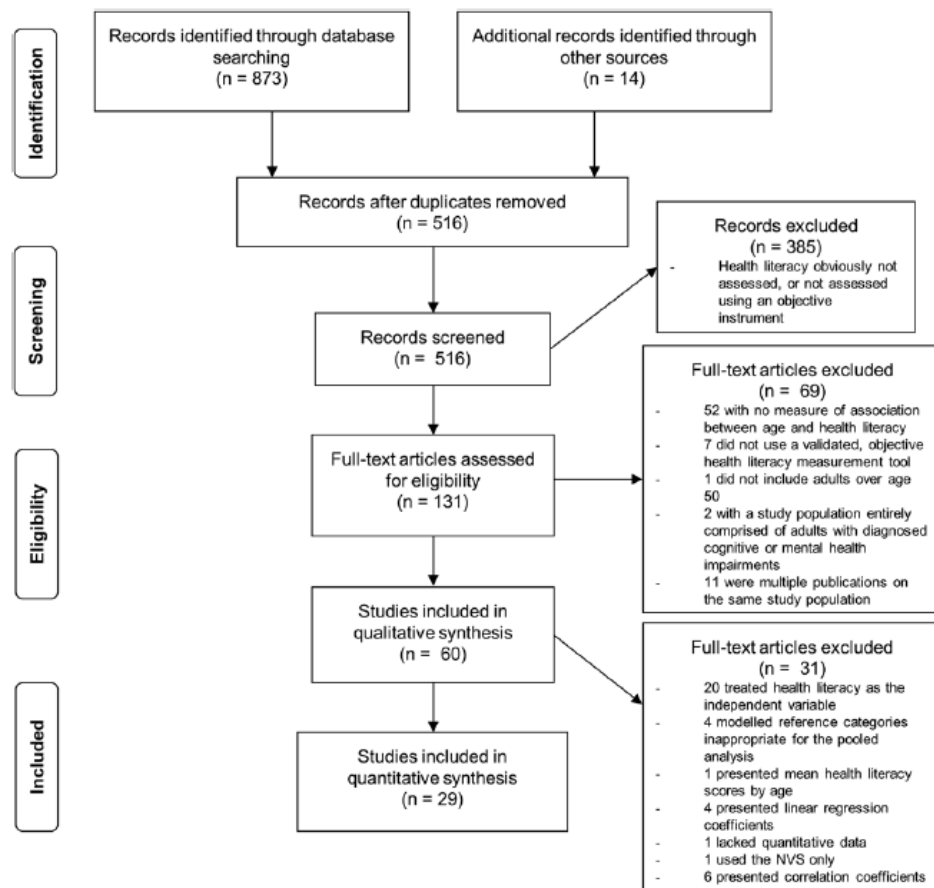 Identification
Records identified through database
searching
(n = 873)
Additional records identified through
other sources
(n = 14)
Records after duplicates removed
(n = 516)
Screening
Records screened
(n = 516)
Records excluded
(n = 385)
- Health literacy obviously not
assessed, or not assessed
using an objective
instrument
Eligibility
Full-text articles assessed
for eligibility
(n = 131)
Full-text articles excluded
(n = 69)
- 52 with no measure of association
between age and health literacy
- 7 did not use a validated, objective
health literacy measurement tool
- 1 did not include adults over age
50
- 2 with a study population entirely
comprised of adults with diagnosed
cognitive or mental health
impairments
- 11 were multiple publications on
the same study population
Studies included in
qualitative synthesis
(n = 60)
Full-text articles excluded
(n = 31)
- 20 treated health literacy as the
independent variable
- 4 modelled reference categories
inappropriate for the pooled
analysis
- 1 presented mean health literacy
scores by age
- 4 presented linear regression
coefficients
- 1 lacked quantitative data
- 1 used the NVS only
- 6 presented correlation coefficients
Included
Studies included in
quantitative synthesis
(n = 29)